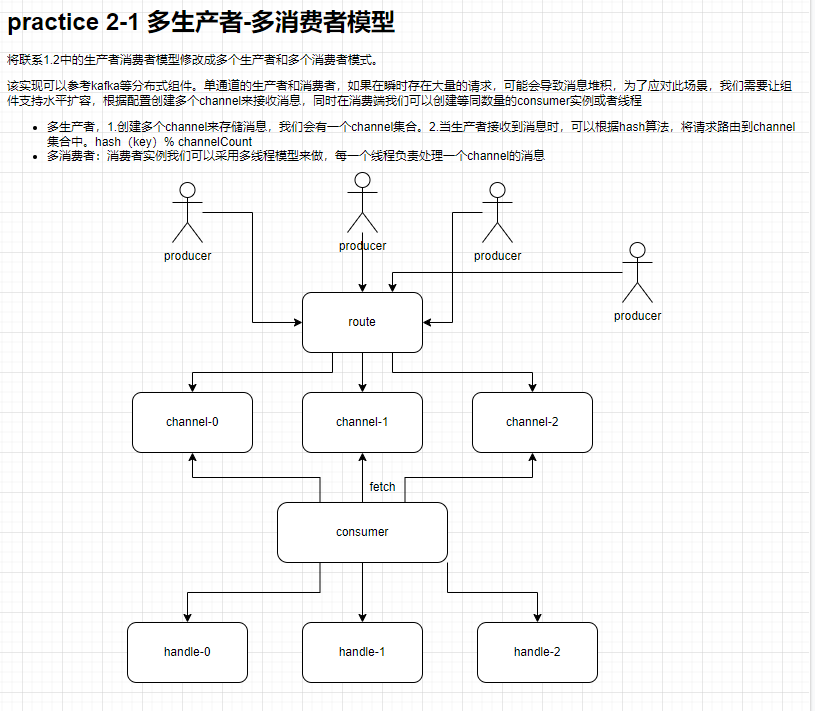 practice 2-1 多生产者-多消费者模型
将联系1.2中的生产者消费者模型修改成多个生产者和多个消费者模式。
该实现可以参考kafka等分布式组件。单通道的生产者和消费者，如果在瞬时存在大量的请求，可能会导致消息堆积，为了应对此场景，我们需要让组
件支持水平扩容，根据配置创建多个channel来接收消息，同时在消费端我们可以创建等同数量的consumer实例或者线程
• 多生产者，1.创建多个channel来存储消息，我们会有一个channel集合。2.当生产者接收到消息时，可以根据hash算法，将请求路由到channel
集合中。hash（key）% channelCount
• 多消费者：消费者实例我们可以采用多线程模型来做，每一个线程负责处理一个channel的消息
producer
producer
producer
producer
route
channel-0
channel-1
channel-2
fetch
consumer
handle-0
handle-1
handle-2